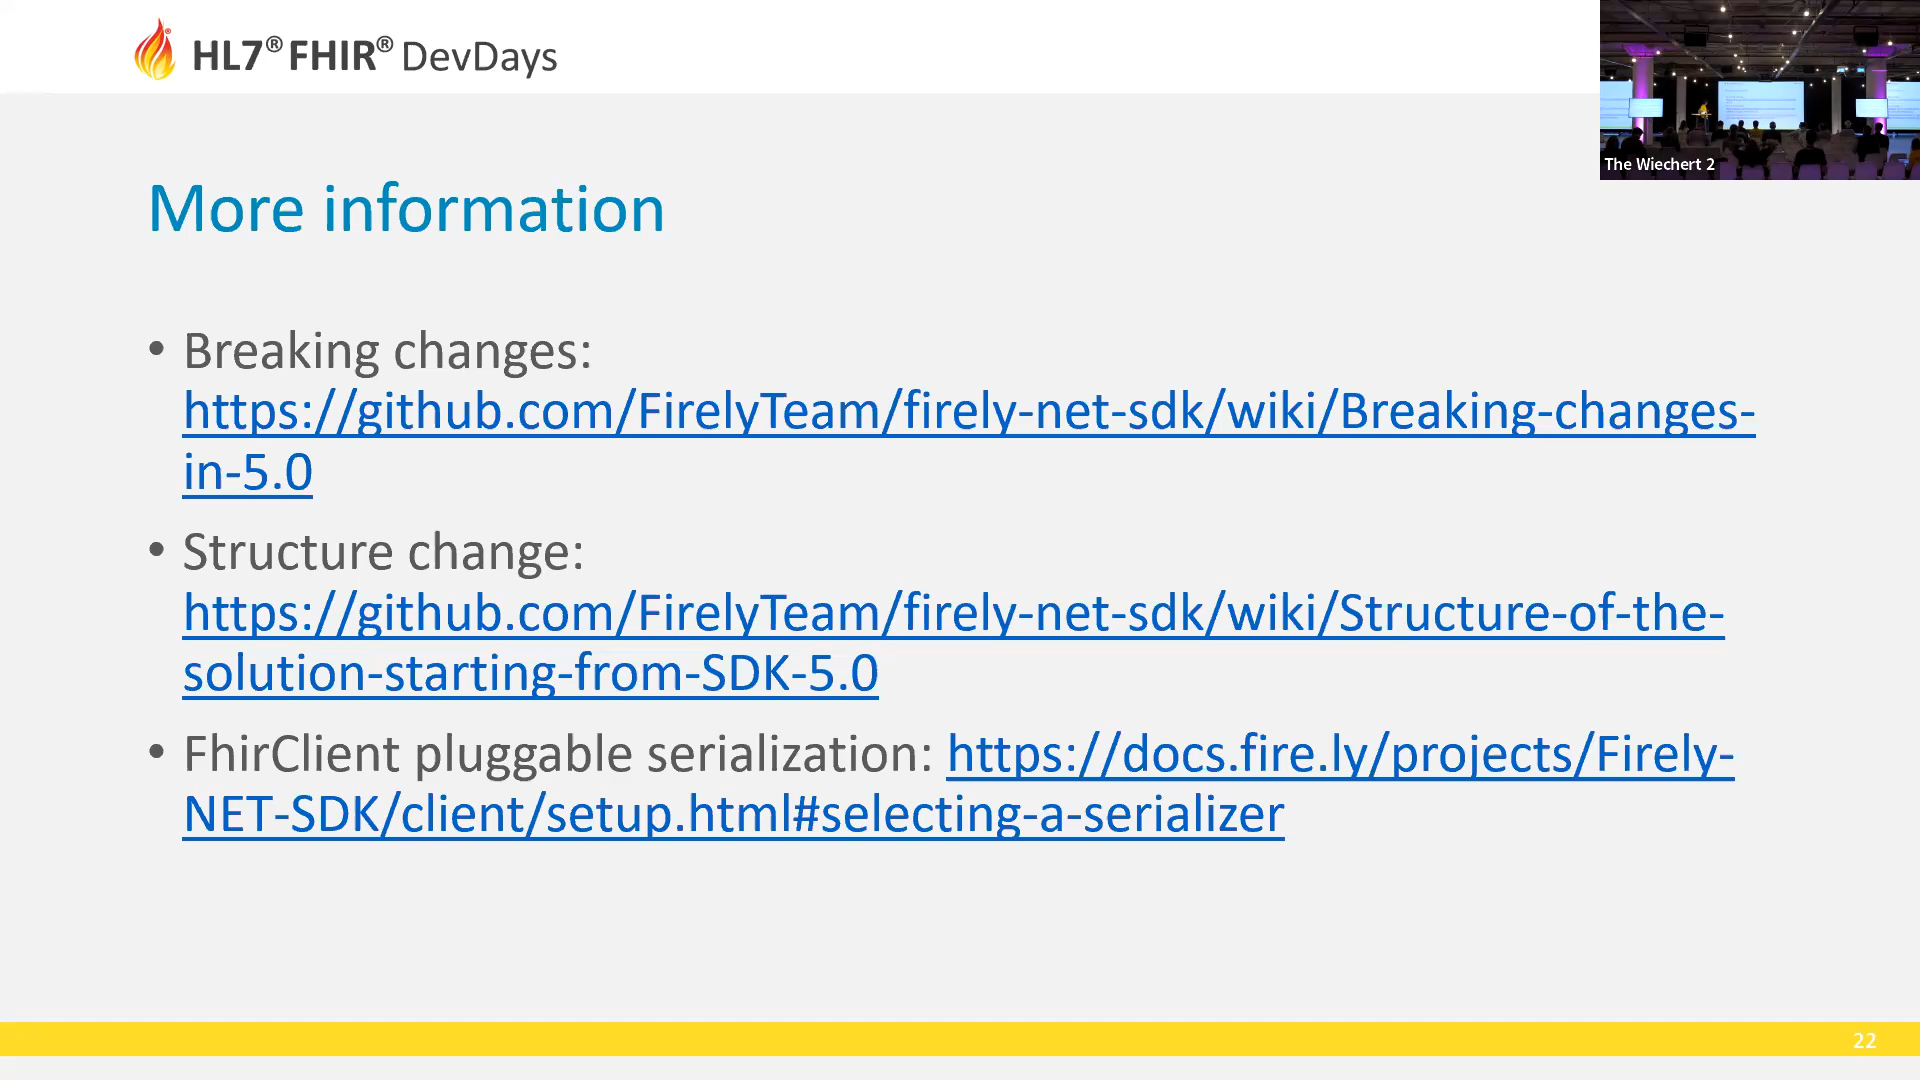 HL7® FHIR® DevDays
The Wiechert 2
More information
• Breaking changes:
https://github.com/FirelyTeam/firely-net-sdk/wiki/Breaking-changes-
in-5.0
• Structure change:
https://github.com/FirelyTeam/firely-net-sdk/wiki/Structure-of-the-
solution-starting-from-SDK-5.0
• FhirClient pluggable serialization: https://docs.fire.ly/projects/Firely-
NET-SDK/client/setup.html#selecting-a-serializer
22